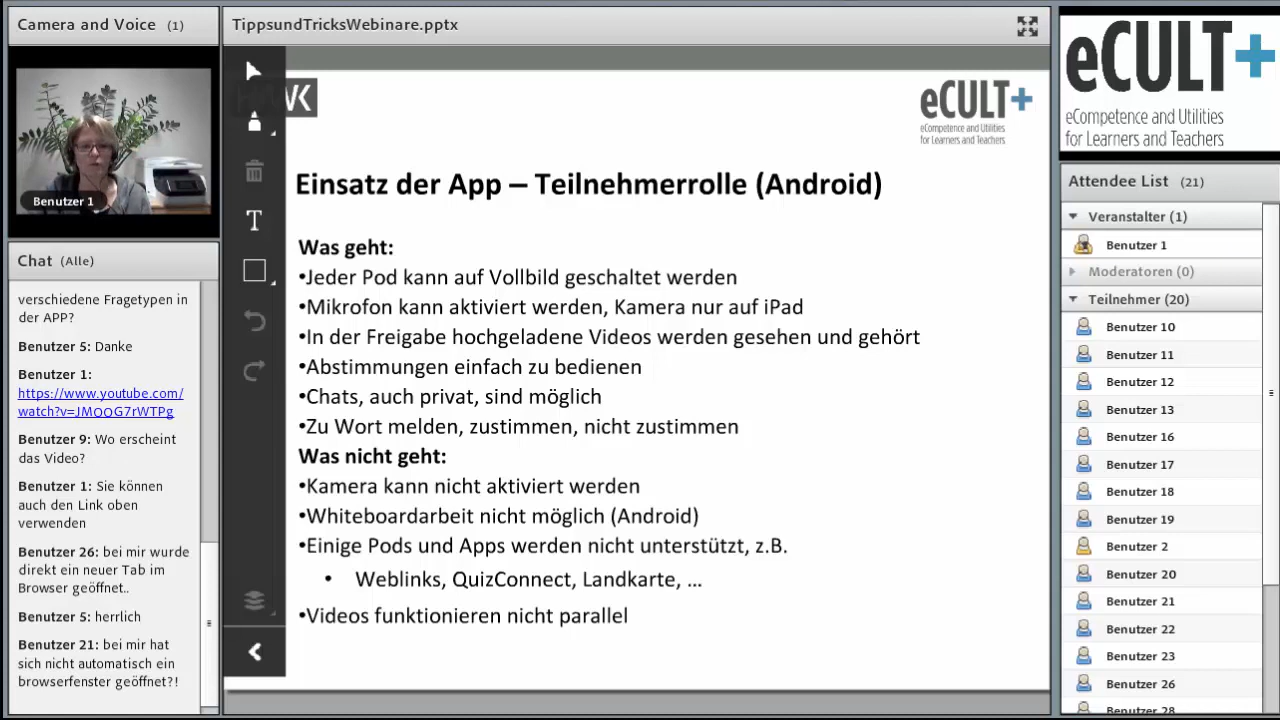 Camera and Voice (1)
Benutzer 1
Chat (Alle)
verschiedene Fragetypen in
der APP?
Benutzer 5: Danke
Benutzer 1:
https://www.youtube.com/
watch?v=JMOOG7rWTPg
Benutzer 9: Wo erscheint
das Video?
Benutzer 1: Sie können
auch den Link oben
verwenden
Benutzer 26: bei mir wurde
direkt ein neuer Tab im
Browser geöffnet..
Benutzer 5: herrlich
Benutzer 21: bei mir hat
sich nicht automatisch ein
browserfenster geöffnet?!
TippsundTricksWebinare.pptx
T
eCULT+
eCompetence and Utilities
for Learners and Teachers
Einsatz der App – Teilnehmerrolle (Android)
Was geht:
•Jeder Pod kann auf Vollbild geschaltet werden
•Mikrofon kann aktiviert werden, Kamera nur auf iPad
•In der Freigabe hochgeladene Videos werden gesehen und gehört
•Abstimmungen einfach zu bedienen
•Chats, auch privat, sind möglich
•Zu Wort melden, zustimmen, nicht zustimmen
Was nicht geht:
•Kamera kann nicht aktiviert werden
•Whiteboardarbeit nicht möglich (Android)
•Einige Pods und Apps werden nicht unterstützt, z.B.
• Weblinks, QuizConnect, Landkarte, ...
•Videos funktionieren nicht parallel
eCULT+
eCompetence and Utilities
for Learners and Teachers
Attendee List (21)
Veranstalter (1)
Benutzer 1
Moderatoren (0)
Teilnehmer (20)
Benutzer 10
Benutzer 11
Benutzer 12
Benutzer 13
Benutzer 16
Benutzer 17
Benutzer 18
Benutzer 19
Benutzer 2
Benutzer 20
Benutzer 21
Benutzer 22
Benutzer 23
Benutzer 26
Benutzer 28